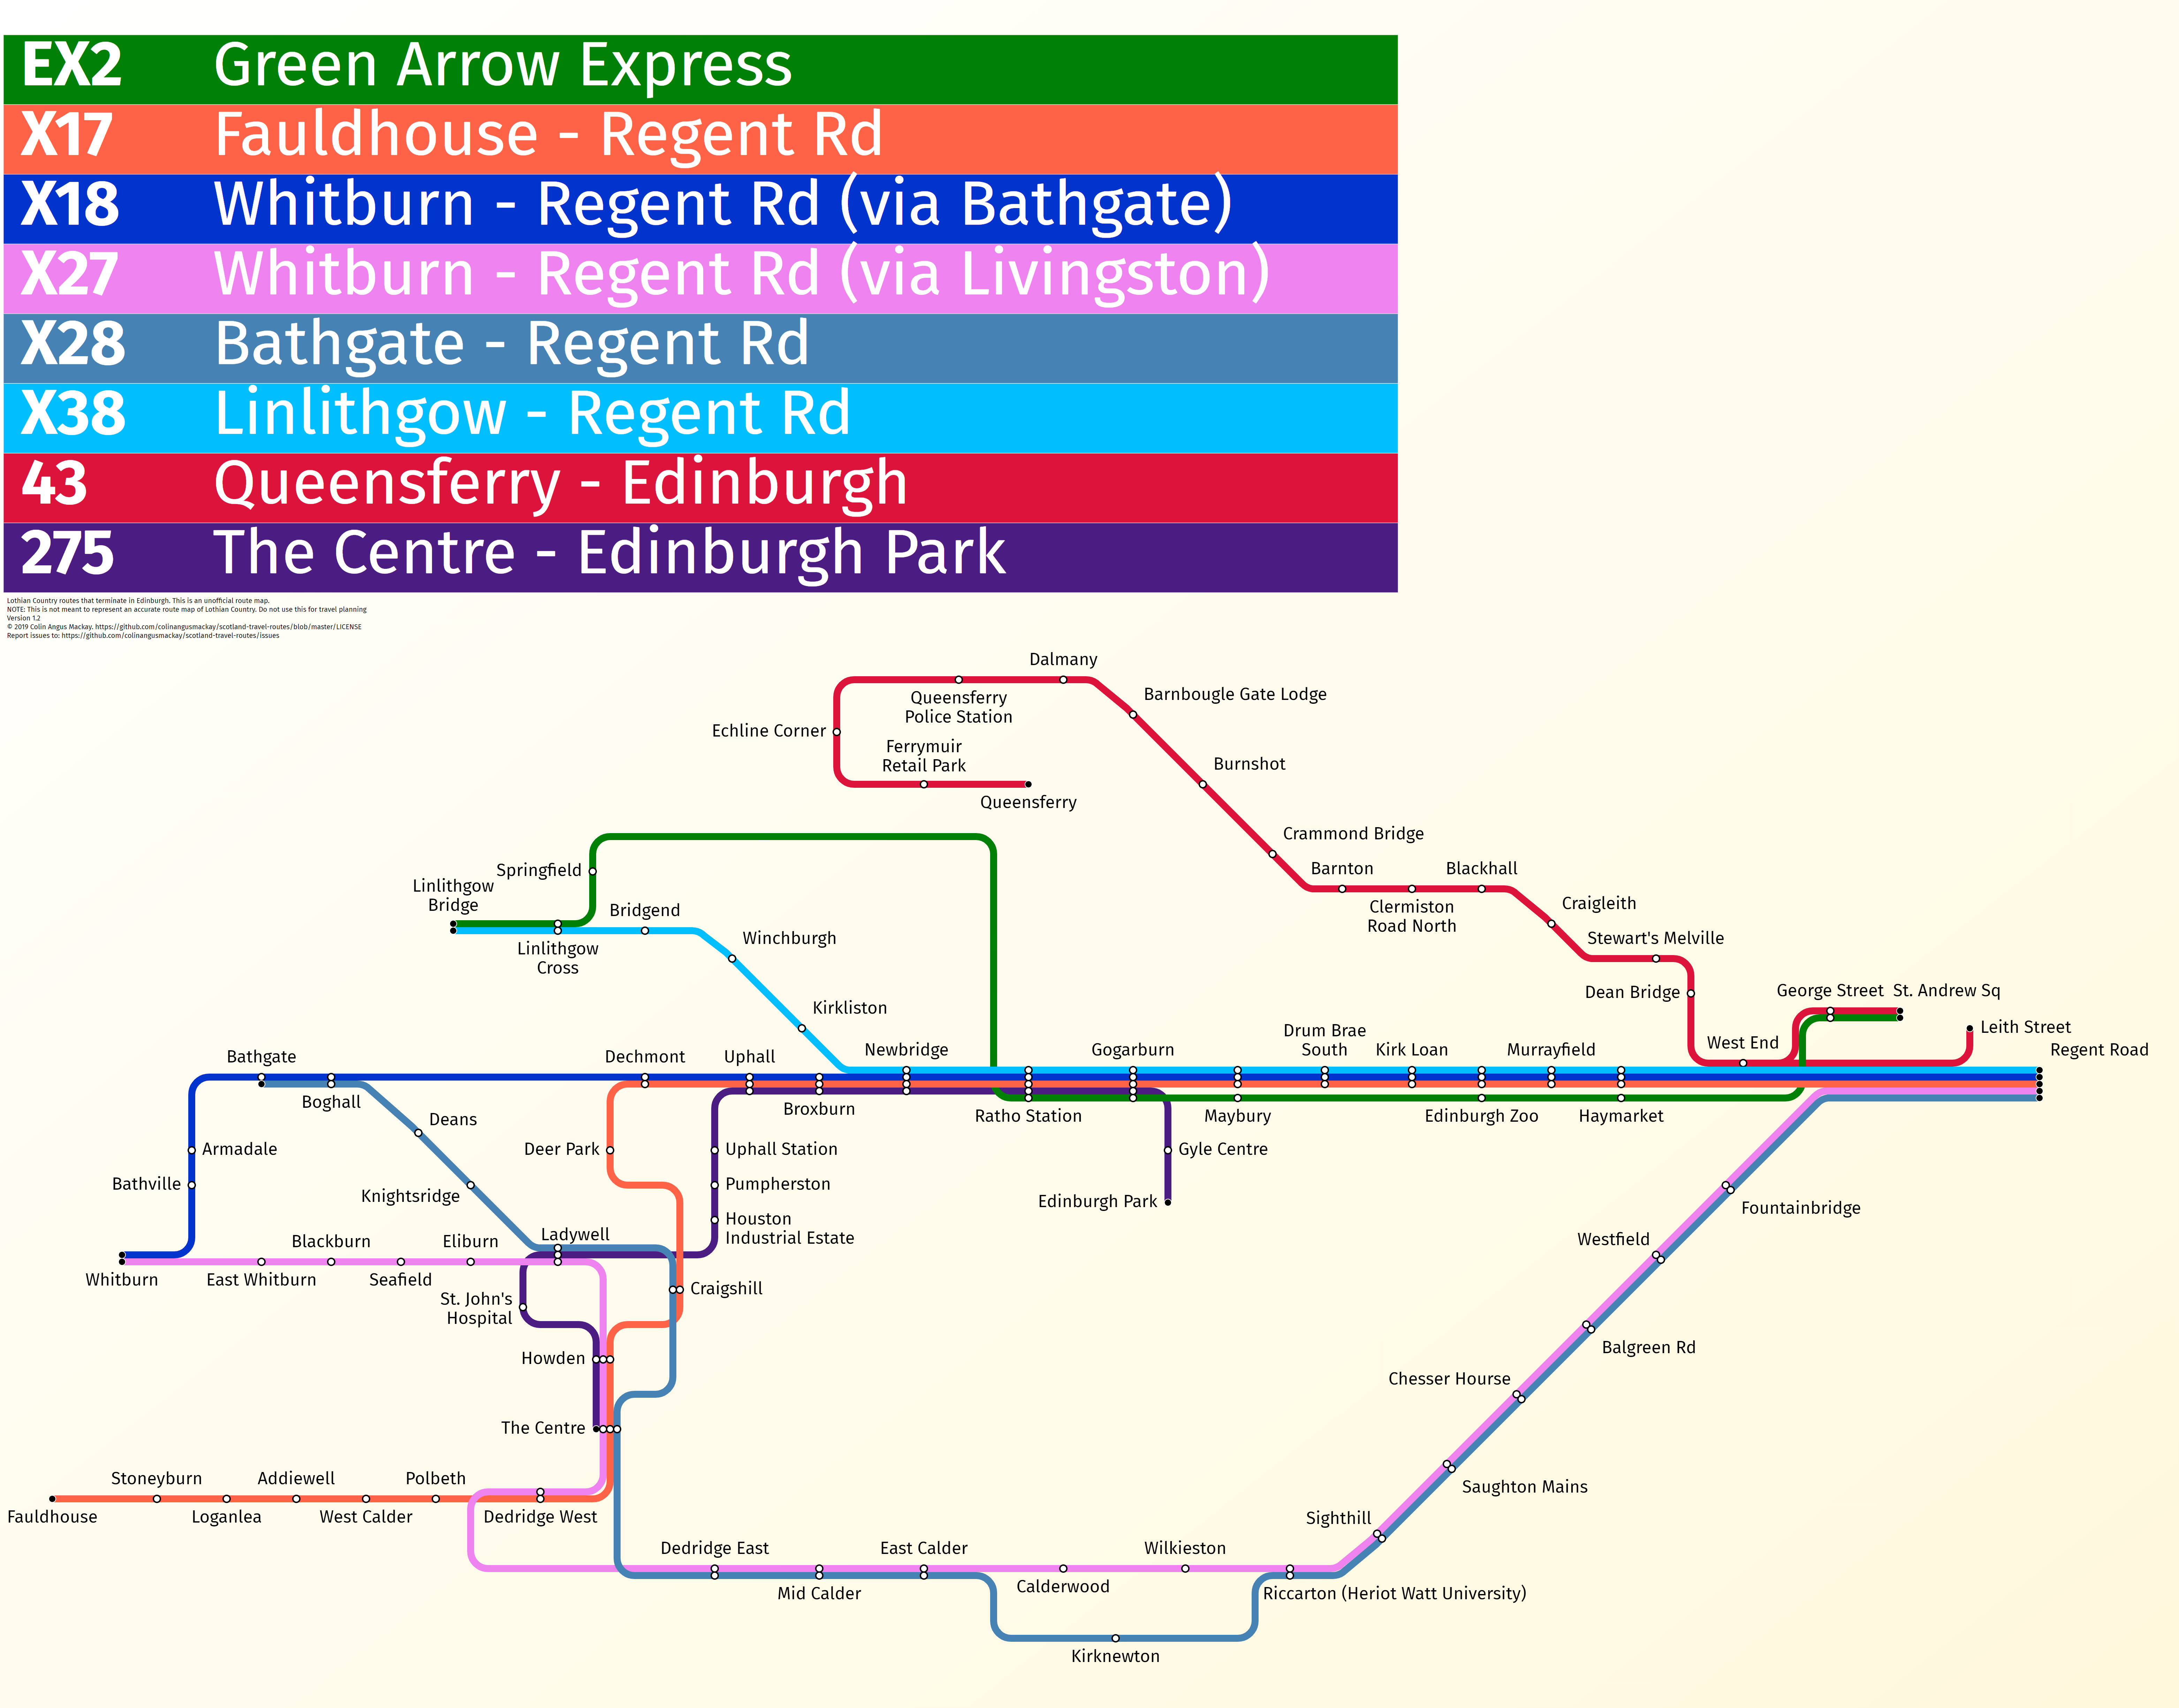 EX2 Green Arrow Express
X17 Fauldhouse - Regent Rd
X18 Whitburn - Regent Rd (via Bathgate)
X27 Whitburn - Regent Rd (via Livingston)
X28 Bathgate - Regent Rd
X38 Linlithgow - Regent Rd
43 Queensferry - Edinburgh
275 The Centre - Edinburgh Park
Lothian Country routes that terminate in Edinburgh. This is an unofficial route map.
NOTE: This is not meant to represent an accurate route map of Lothian Country. Do not use this for travel planning
Version 1.2
© 2019 Colin Angus Mackay. https://github.com/colinangusmackay/scotland-travel-routes/blob/master/LICENSE
Report issues to: https://github.com/colinangusmackay/scotland-travel-routes/issues
Dalmany
Queensferry
Police Station
Barnbougle Gate Lodge
Echline Corner
Ferrymuir
Retail Park
Queensferry
Burnshot
Crammond Bridge
Barnton
Blackhall
Clermiston
Road North
Craigleith
Stewart's Melville
Dean Bridge
West End
George Street
St. Andrew Sq
Leith Street
Regent Road
Springfield
Linlithgow
Bridge
Linlithgow
Cross
Bridgend
Winchburgh
Kirkliston
Bathgate
Boghall
Dechmont
Uphall
Broxburn
Newbridge
Ratho Station
Gogarburn
Maybury
Drum Brae
South
Kirk Loan
Edinburgh Zoo
Murrayfield
Haymarket
Deans
Armadale
Bathville
Knightsridge
Deer Park
Uphall Station
Pumpherston
Houston
Industrial Estate
Gyle Centre
Edinburgh Park
Fountainbridge
Westfield
Whitburn
East Whitburn
Blackburn
Seafield
Eliburn
Ladywell
St. John's
Hospital
Craigshill
Howden
The Centre
Balgreen Rd
Chesser Hourse
Saughton Mains
Sighthill
Fauldhouse
Stoneyburn
Loganlea
Addiewell
West Calder
Polbeth
Dedridge West
Dedridge East
Mid Calder
East Calder
Calderwood
Wilkieston
Riccarton (Heriot Watt University)
Kirknewton